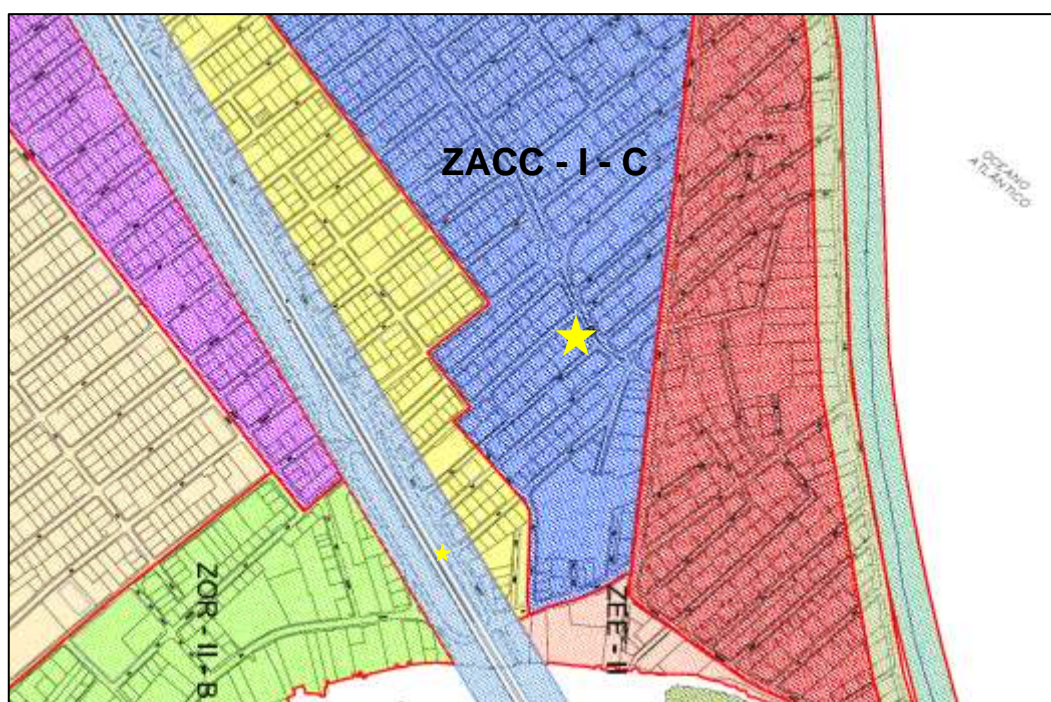 ZACC - I - C
OCEANO
ATLÂNTICO
ZOR - II - B
ZEE - II